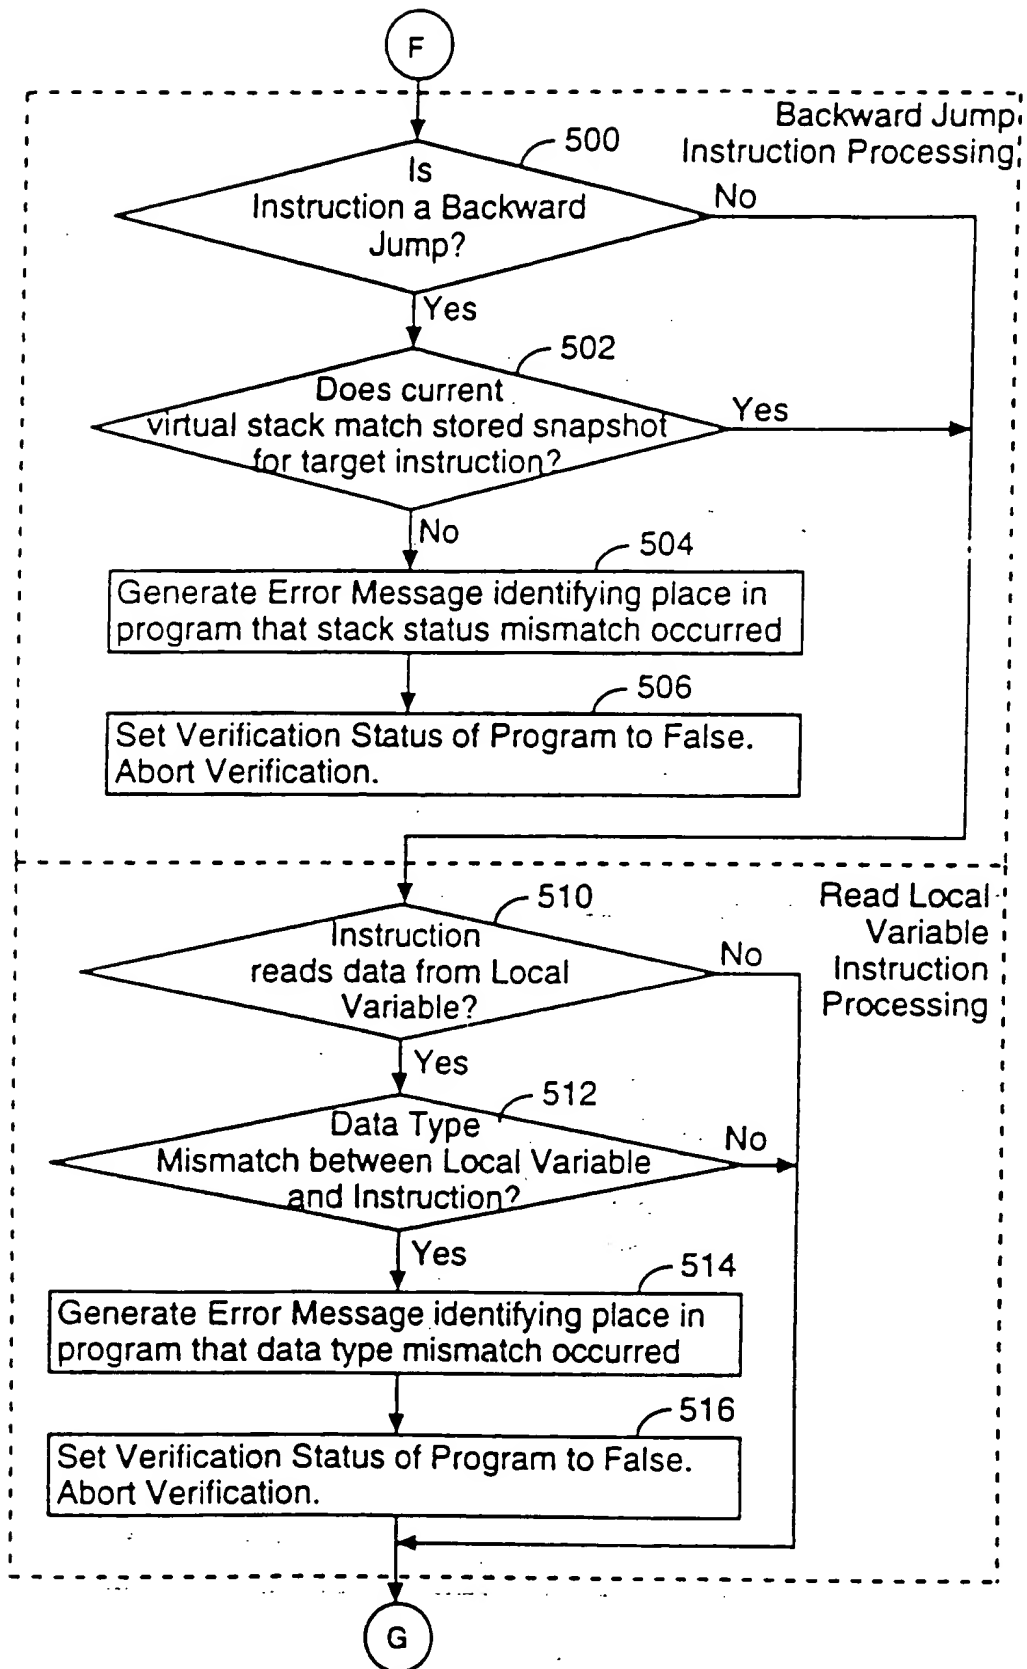 F
Backward Jump
Instruction Processing
500
Is
Instruction a Backward
Jump?
No
Yes
502
Does current
virtual stack match stored snapshot
for target instruction?
Yes
No
504
Generate Error Message identifying place in
program that stack status mismatch occurred
506
Set Verification Status of Program to False.
Abort Verification.
510
Read Local
Variable
Instruction
Processing
Instruction
reads data from Local
Variable?
No
Yes
512
Data Type
Mismatch between Local Variable
and Instruction?
No
Yes
514
Generate Error Message identifying place in
program that data type mismatch occurred
516
Set Verification Status of Program to False.
Abort Verification.
G